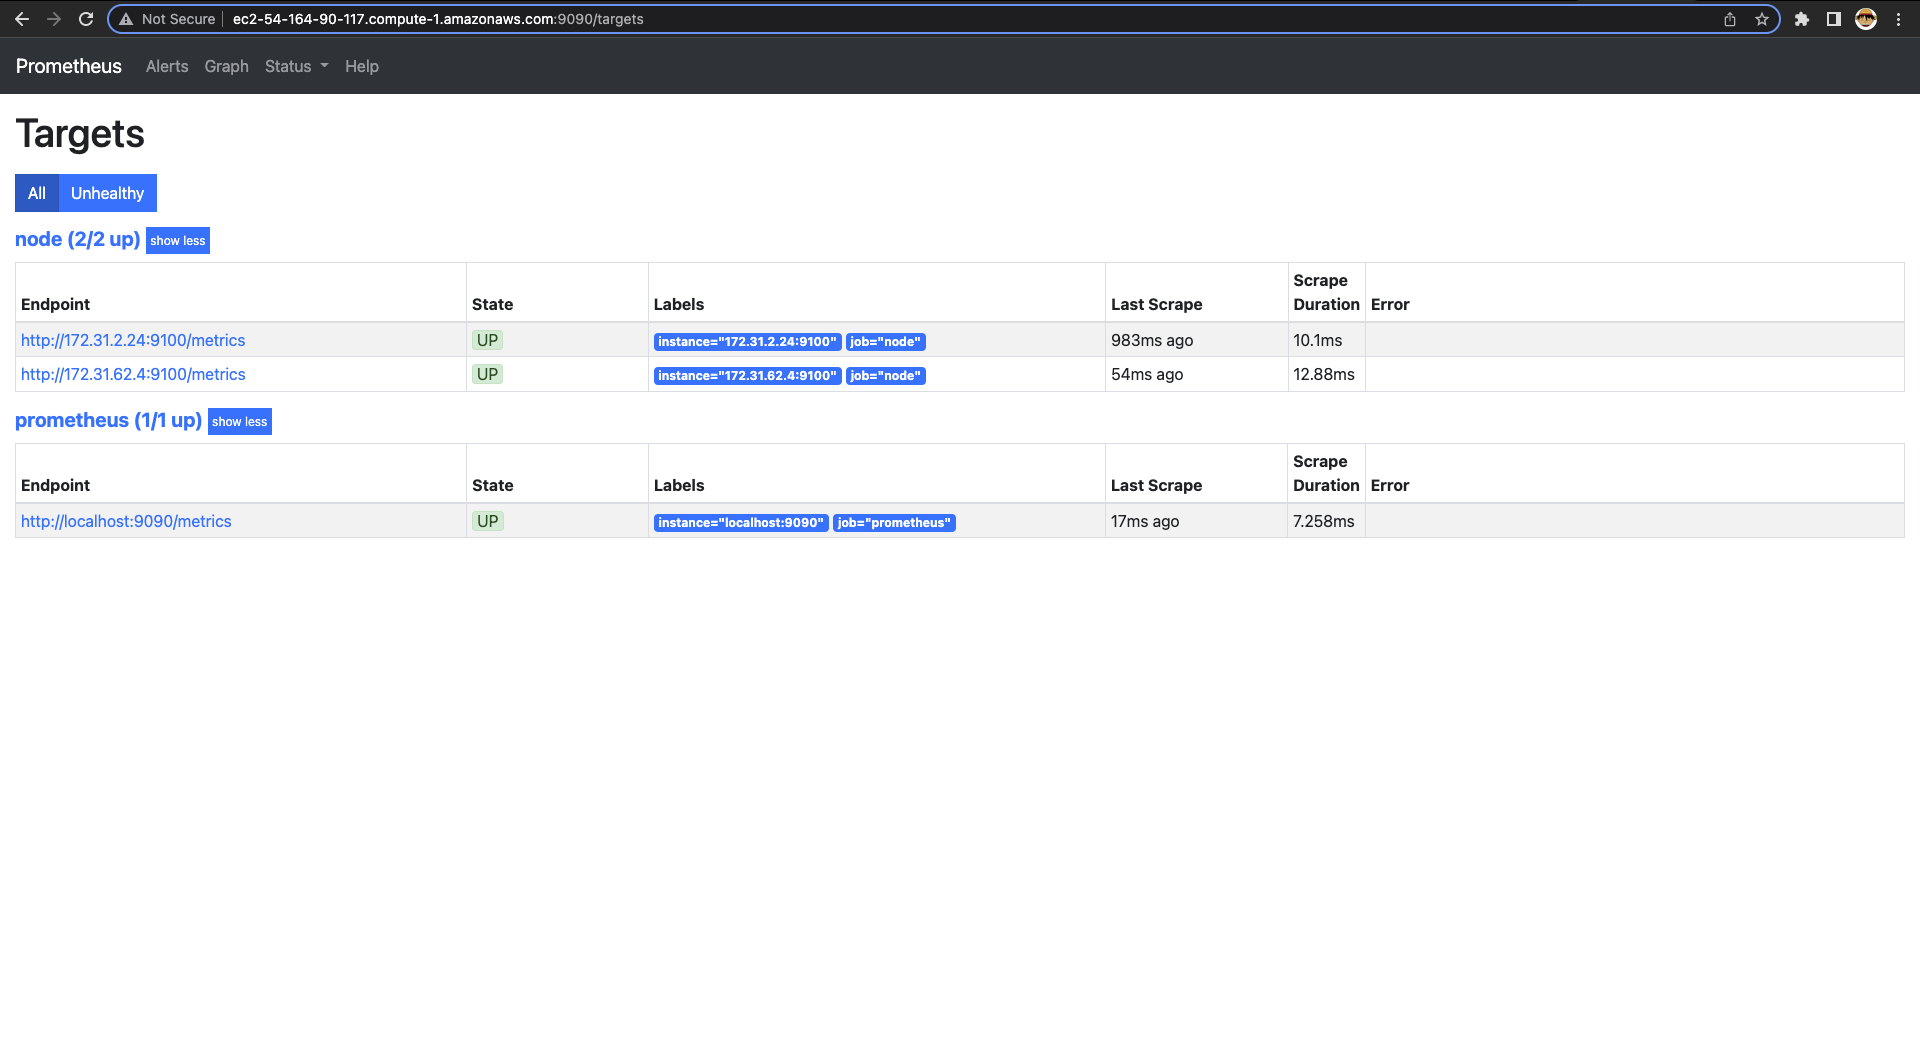 Not Secure ec2-54-164-90-117.compute-1.amazonaws.com:9090/targets
Prometheus Alerts Graph Status Help
Targets
All Unhealthy
node (2/2 up) show less
Endpoint State Labels Last Scrape Scrape Duration Error
http://172.31.2.24:9100/metrics UP instance="172.31.2.24:9100" job="node" 983ms ago 10.1ms
http://172.31.62.4:9100/metrics UP instance="172.31.62.4:9100" job="node" 54ms ago 12.88ms
prometheus (1/1 up) show less
Endpoint State Labels Last Scrape Scrape Duration Error
http://localhost:9090/metrics UP instance="localhost:9090" job="prometheus" 17ms ago 7.258ms